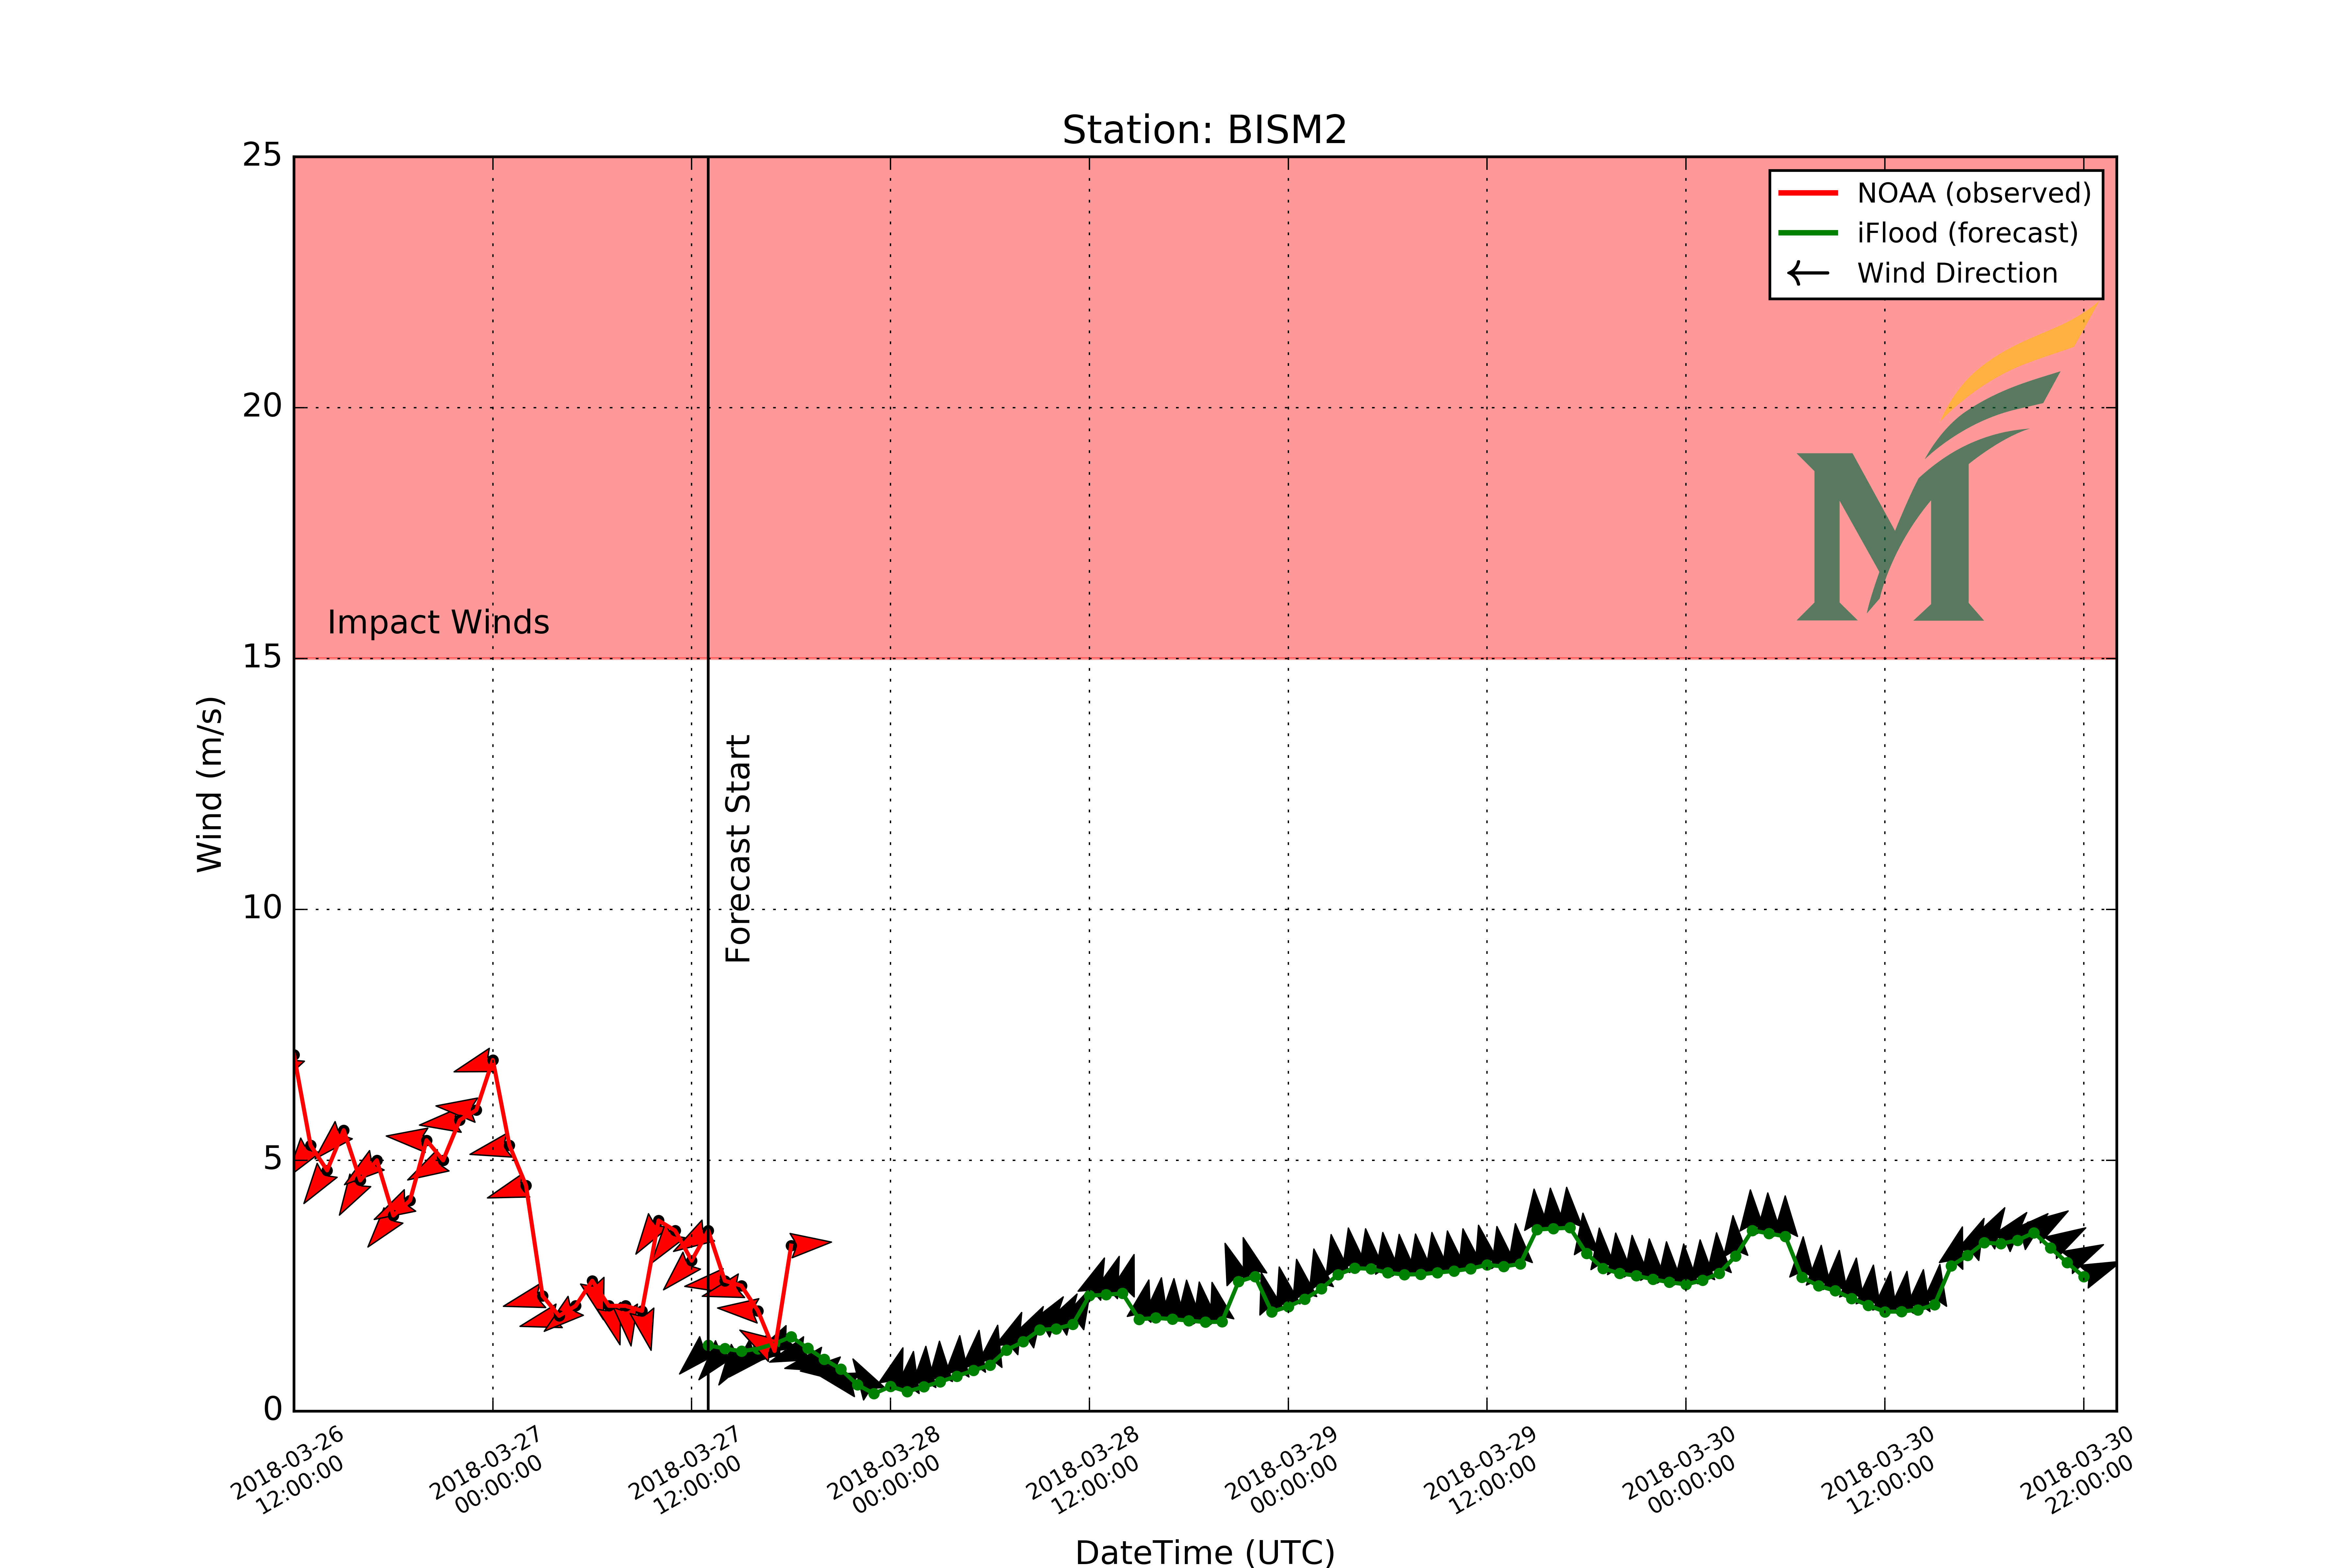 Station: BISM2
25
20
15
10
5
0
Wind (m/s)
NOAA (observed)
iFlood (forecast)
Wind Direction
M
Impact Winds
Forecast Start
2018-03-26
12:00:00
2018-03-27
00:00:00
2018-03-27
12:00:00
2018-03-28
00:00:00
2018-03-28
12:00:00
2018-03-29
00:00:00
2018-03-29
12:00:00
2018-03-30
00:00:00
2018-03-30
12:00:00
2018-03-30
22:00:00
DateTime (UTC)